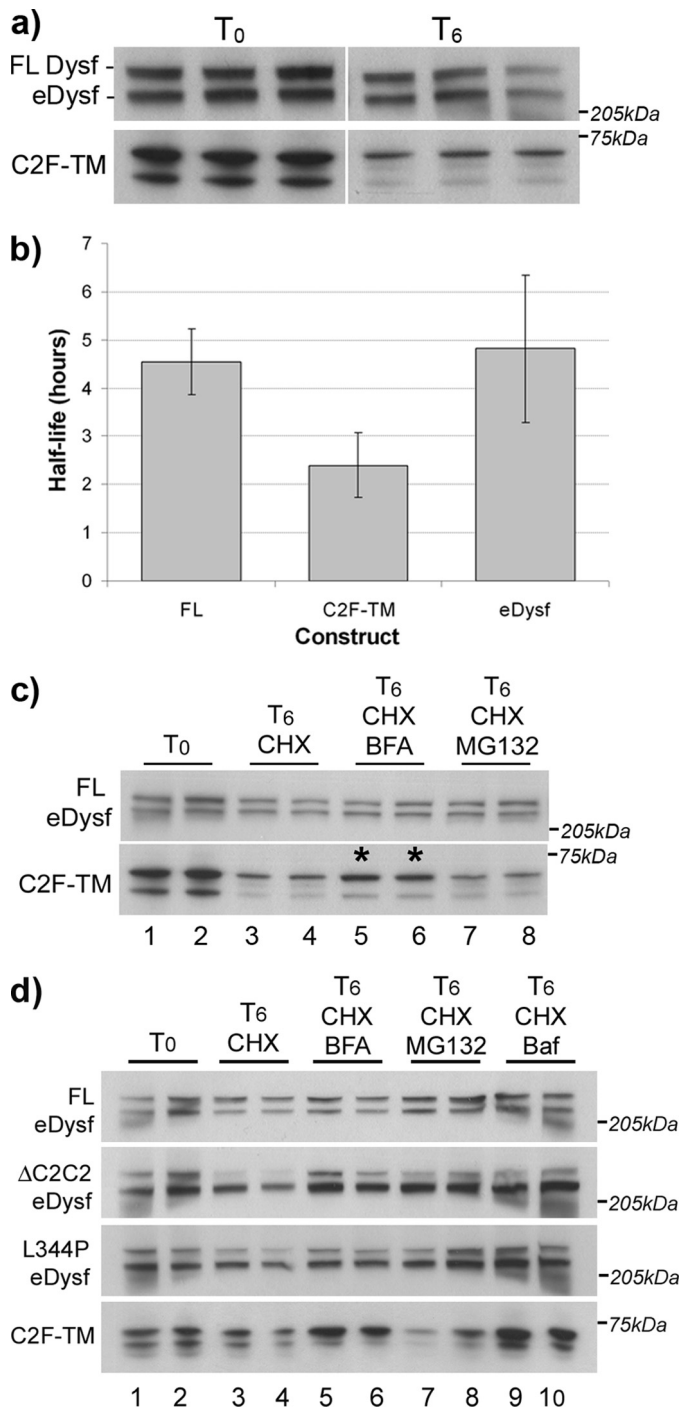 a)
T0 T6
FL Dysf
eDysf
205kDa
75kDa
C2F-TM
b)
7
6
5
4
3
2
1
0
Half-life (hours)
FL C2F-TM eDysf
Construct
c)
T6 T6
T6 CHX CHX
T0 CHX BFA MG132
FL
eDysf
205kDa
* * 75kDa
C2F-TM
1 2 3 4 5 6 7 8
d)
T6 T6 T6
T6 CHX CHX CHX
T0 CHX BFA MG132 Baf
FL
eDysf
205kDa
ΔC2C2
eDysf
205kDa
L344P
eDysf
205kDa
75kDa
C2F-TM
1 2 3 4 5 6 7 8 9 10